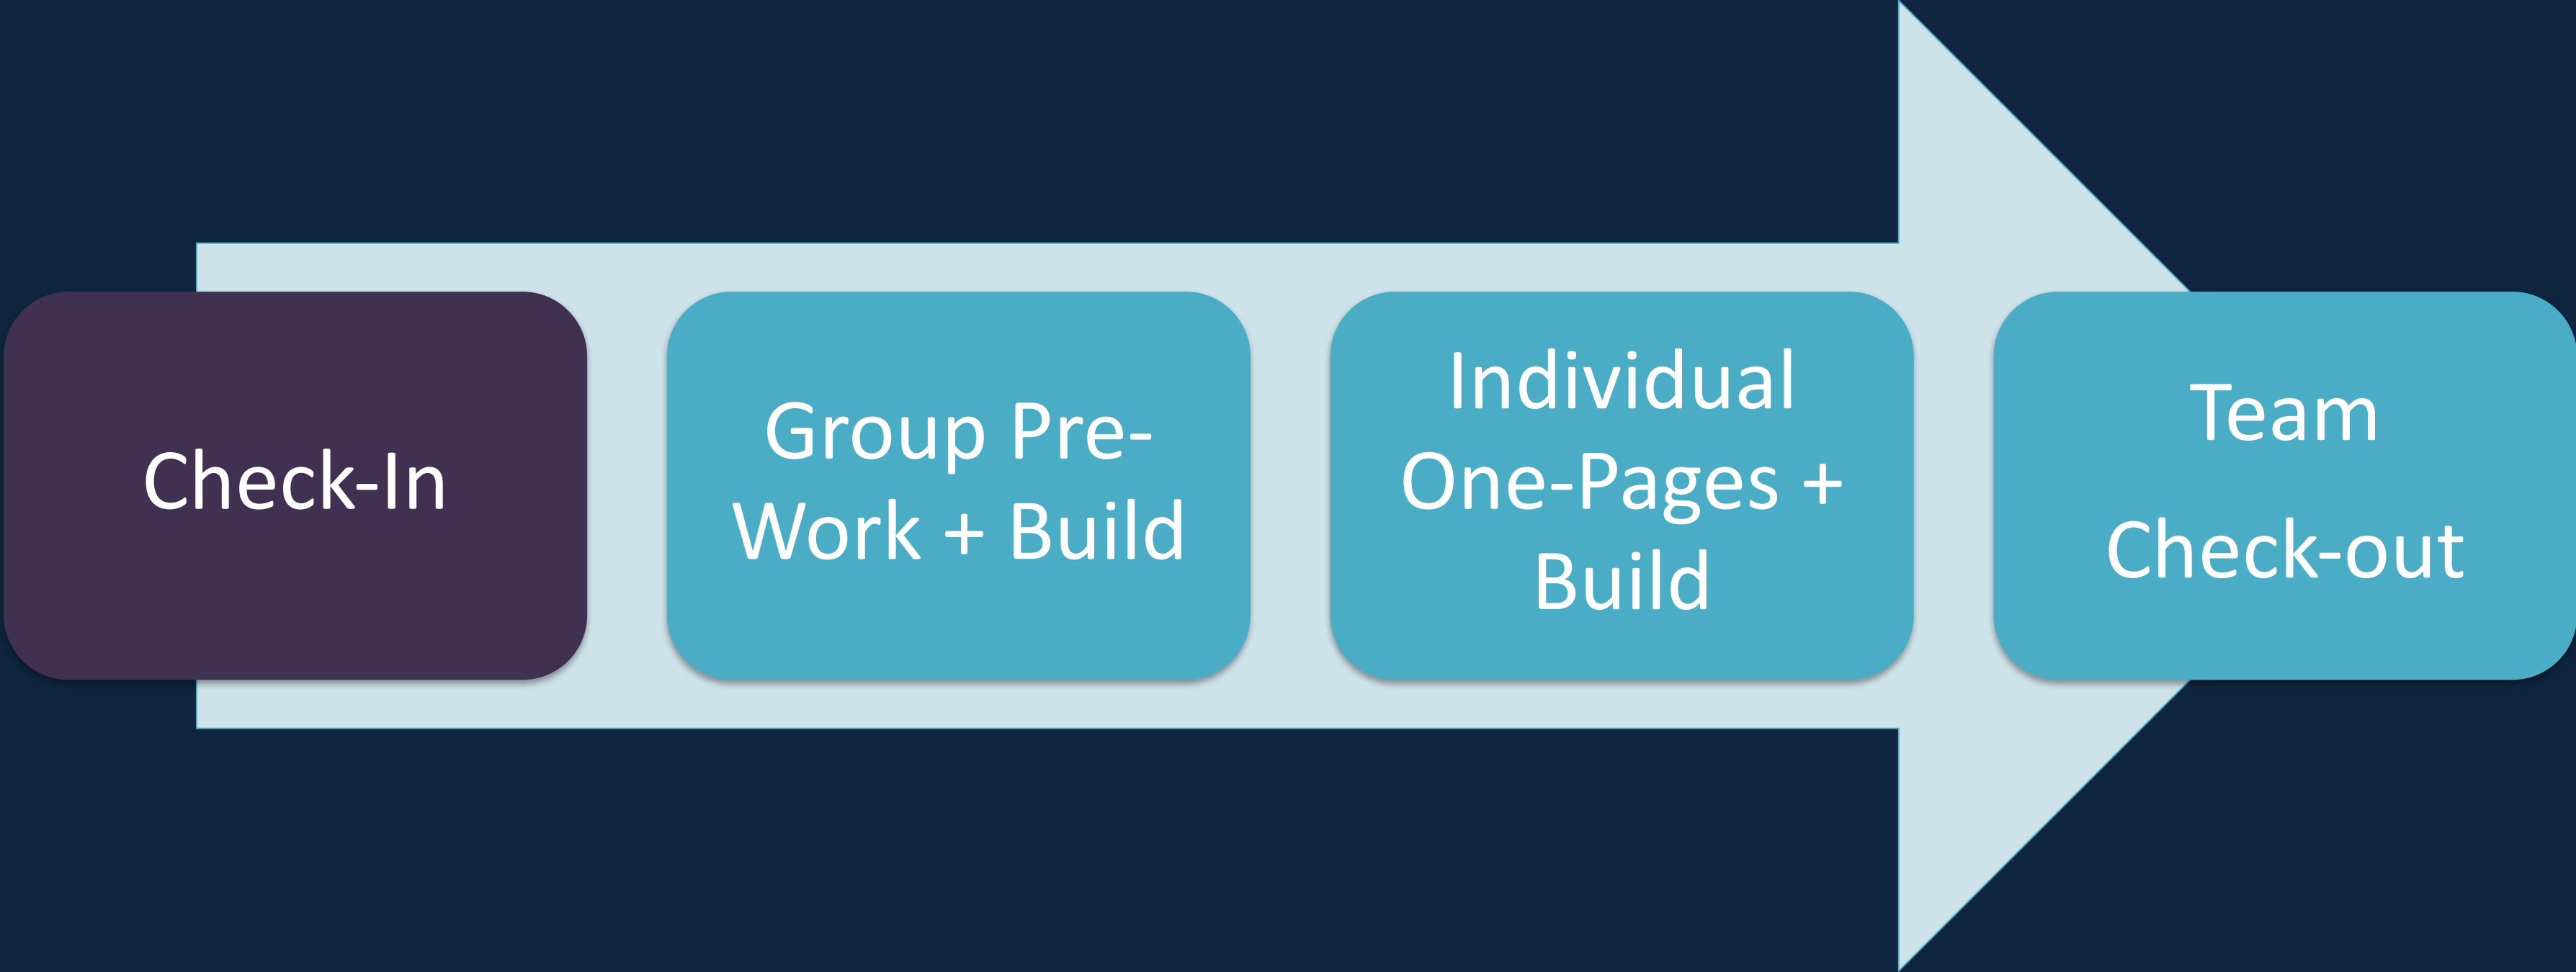 Check-In
Group Pre-
Work + Build
Individual
One-Pages +
Build
Team
Check-out